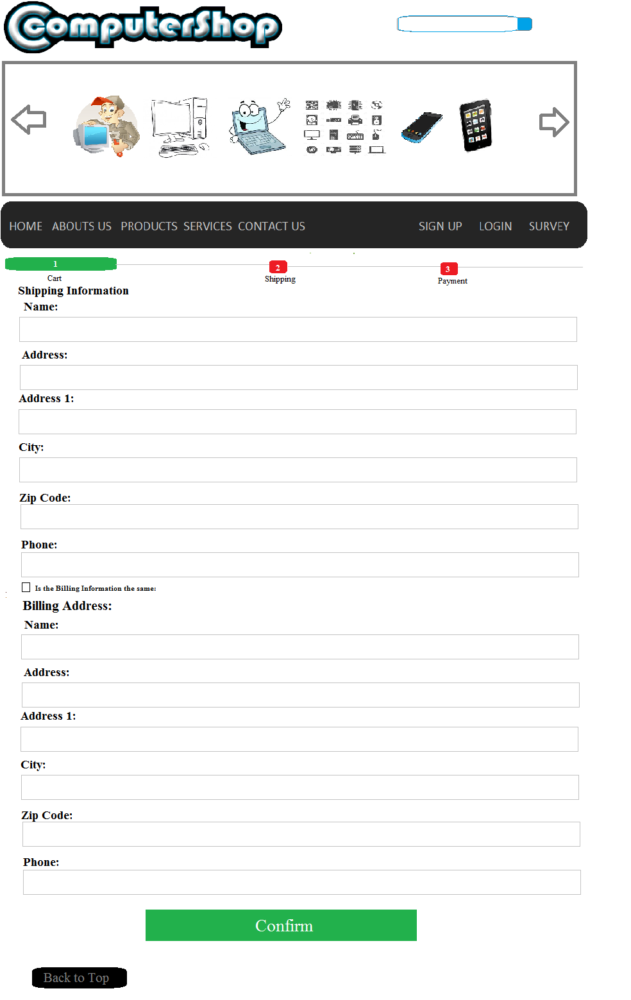 ComputerShop
HOME ABOUTS US PRODUCTS SERVICES CONTACT US SIGN UP LOGIN SURVEY
1 2 3
Cart Shipping Payment
Shipping Information
Name:
Address:
Address 1:
City:
Zip Code:
Phone:
Is the Billing Information the same:
Billing Address:
Name:
Address:
Address 1:
City:
Zip Code:
Phone:
Confirm
Back to Top